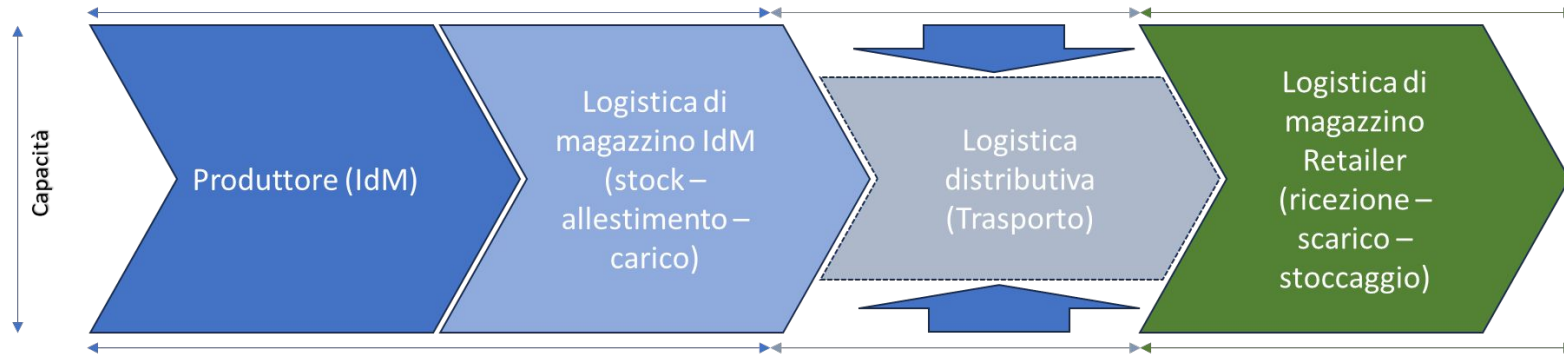 Capacità
Produttore (IdM)
Logistica di
magazzino IdM
(stock –
allestimento –
carico)
Logistica
distributiva
(Trasporto)
Logistica di
magazzino
Retailer
(ricezione –
scarico –
stoccaggio)